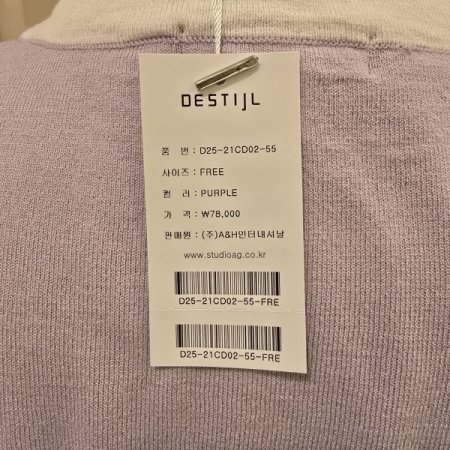 DESTIJL
품 번 : D25-21CD02-55
사이즈 : FREE
컬 러 : PURPLE
가 격 : ₩78,000
판매원 : (주)A&H인터내셔날
www.studioag.co.kr
D25-21CD02-55-FRE
D25-21CD02-55-FRE